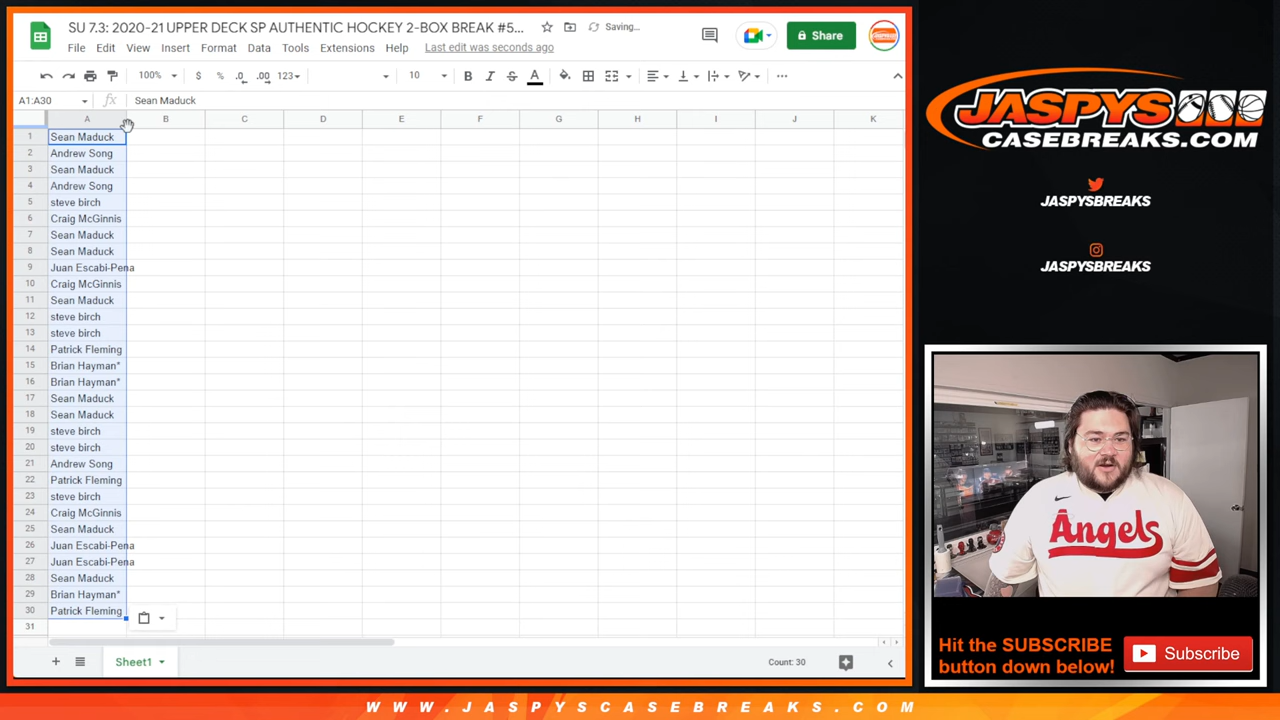 SU 7.3: 2020-21 UPPER DECK SP AUTHENTIC HOCKEY 2-BOX BREAK #5...
Saving...
File Edit View Insert Format Data Tools Extensions Help Last edit was seconds ago
Share
100% $ % .0 .00 123 10 B I S A
A1:A30 fx Sean Maduck
A B C D E F G H I J K
1 Sean Maduck
2 Andrew Song
3 Sean Maduck
4 Andrew Song
5 steve birch
6 Craig McGinnis
7 Sean Maduck
8 Sean Maduck
9 Juan Escabi-Pena
10 Craig McGinnis
11 Sean Maduck
12 steve birch
13 steve birch
14 Patrick Fleming
15 Brian Hayman*
16 Brian Hayman*
17 Sean Maduck
18 Sean Maduck
19 steve birch
20 steve birch
21 Andrew Song
22 Patrick Fleming
23 steve birch
24 Craig McGinnis
25 Sean Maduck
26 Juan Escabi-Pena
27 Juan Escabi-Pena
28 Sean Maduck
29 Brian Hayman*
30 Patrick Fleming
31
Sheet1
Count: 30
JASPYS
CASEBREAKS.COM
JASPYSBREAKS
JASPYSBREAKS
Angels
Hit the SUBSCRIBE
button down below!
Subscribe
WWW.JASPYSCASEBREAKS.COM